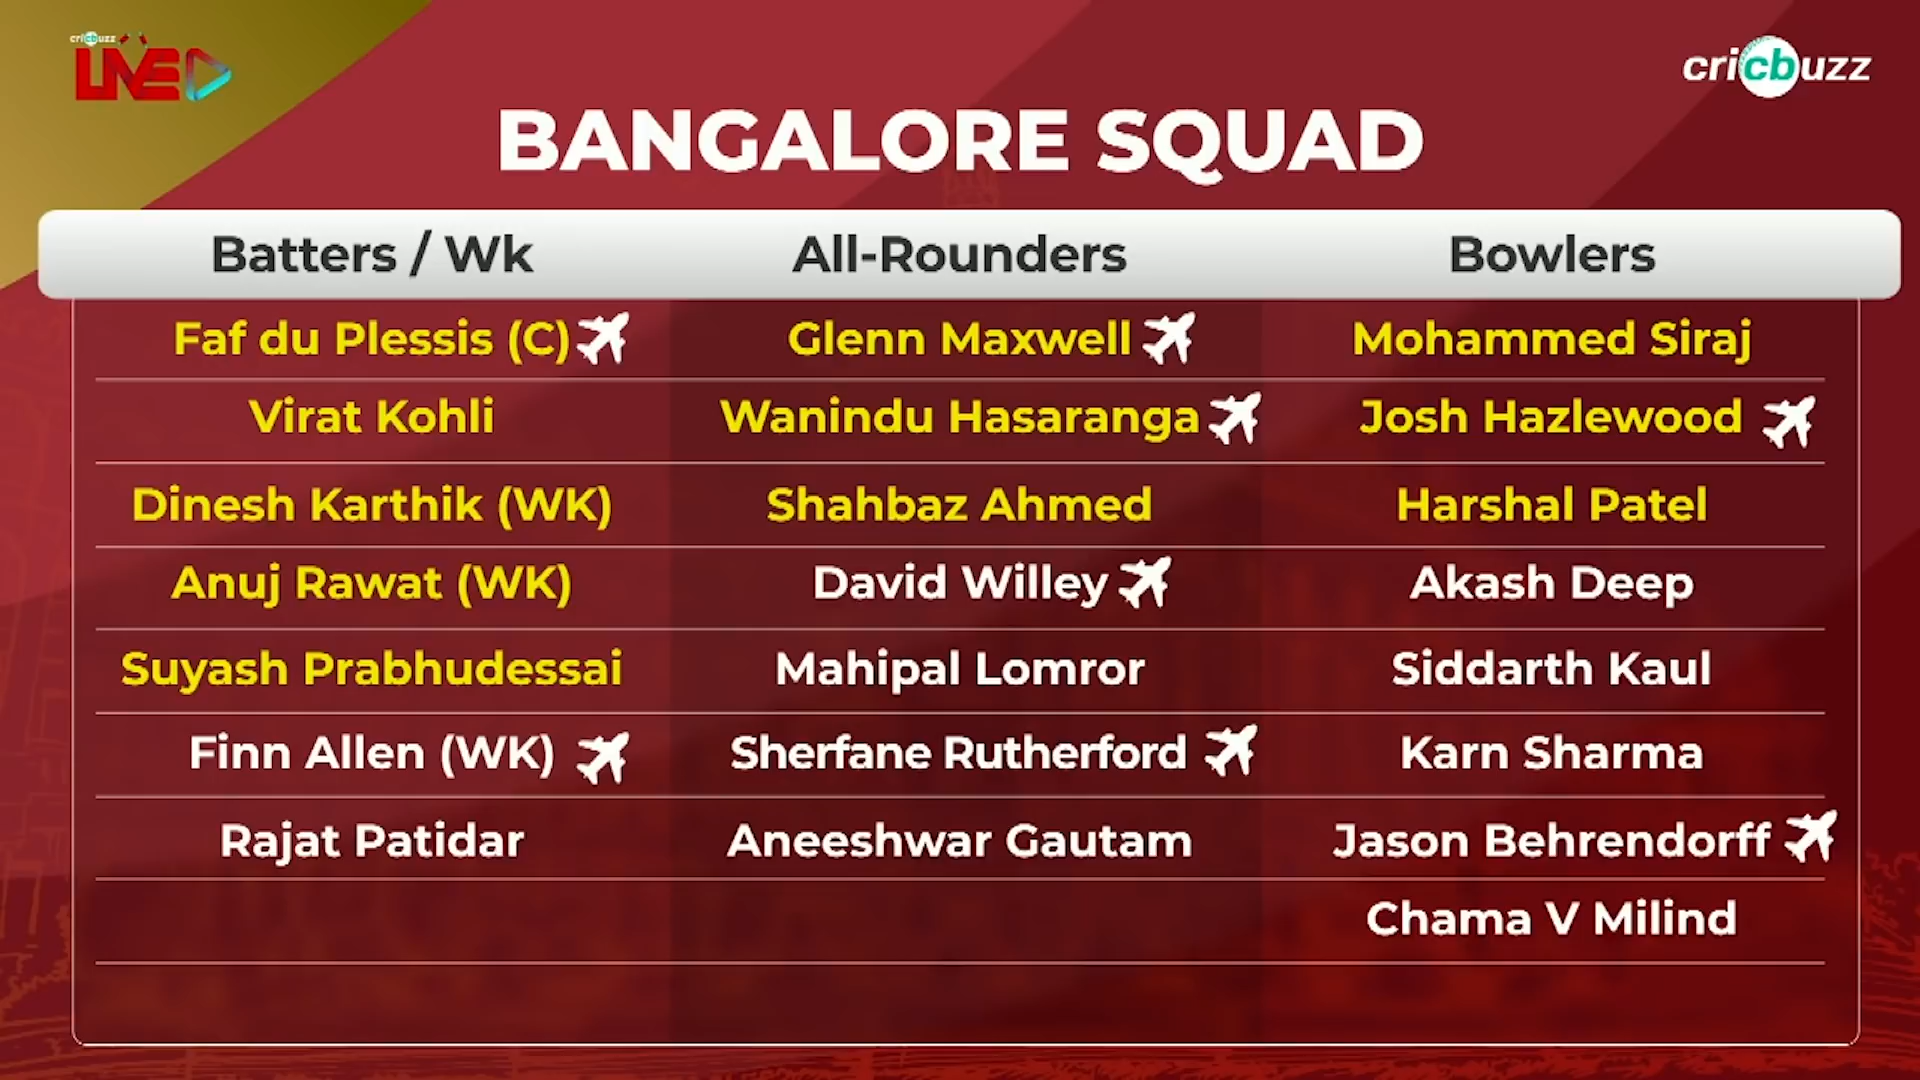 cricbuzz
LIVE
cricbuzz
BANGALORE SQUAD
Batters / Wk All-Rounders Bowlers
Faf du Plessis (C) Glenn Maxwell Mohammed Siraj
Virat Kohli Wanindu Hasaranga Josh Hazlewood
Dinesh Karthik (WK) Shahbaz Ahmed Harshal Patel
Anuj Rawat (WK) David Willey Akash Deep
Suyash Prabhudessai Mahipal Lomror Siddarth Kaul
Finn Allen (WK) Sherfane Rutherford Karn Sharma
Rajat Patidar Aneeshwar Gautam Jason Behrendorff
Chama V Milind